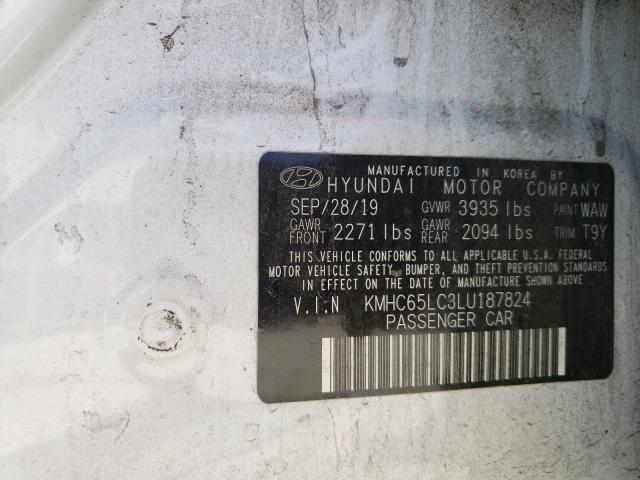 MANUFACTURED IN KOREA BY
HYUNDAI MOTOR COMPANY
SEP/28/19 GVWR 3935 lbs PAINT WAW
GAWR FRONT 2271 lbs GAWR REAR 2094 lbs TRIM T9Y
THIS VEHICLE CONFORMS TO ALL APPLICABLE U.S.A. FEDERAL
MOTOR VEHICLE SAFETY, BUMPER, AND THEFT PREVENTION STANDARDS
IN EFFECT ON THE DATE OF MANUFACTURE SHOWN ABOVE
V.I.N KMHC65LC3LU187824
PASSENGER CAR